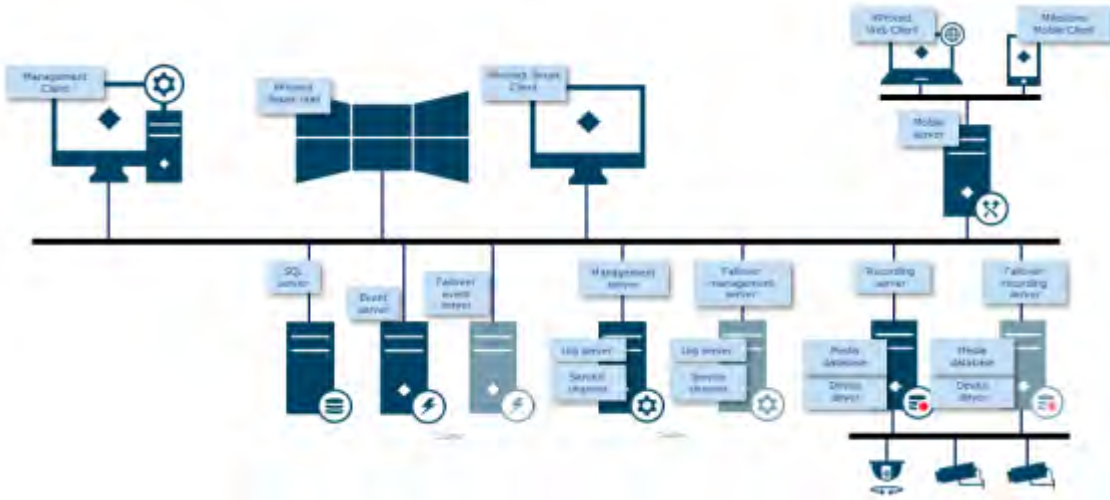 XProtect
Web Client
Milestone
Mobile Client
Management
Client
XProtect
Smart Wall
XProtect Smart
Client
Mobile
server
SQL
server
Event
server
Failover
event
server
Management
server
Failover
management
server
Recording
server
Failover
recording
server
Log server
Service
channel
Log server
Service
channel
Media
database
Device
driver
Media
database
Device
driver